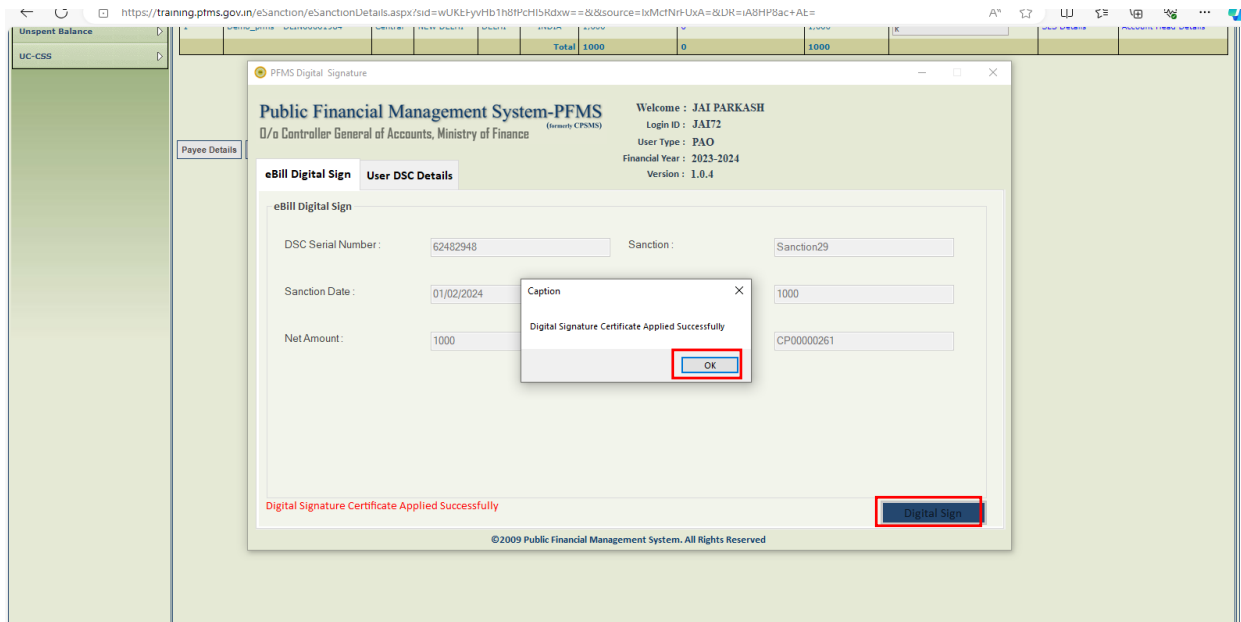 https://training.pfms.gov.in/eSanction/eSanctionDetails.aspx?sid=wUKEFyvHb1h8fPcHI5Rdxw==&&source=IxMcfNrFUxA=&DR=iA8HP8ac+AE=
Unspent Balance
Total 1000 0 1000
UC-CSS
PFMS Digital Signature
Public Financial Management System-PFMS
(formerly CPSMS)
O/o Controller General of Accounts, Ministry of Finance
Welcome : JAI PARKASH
Login ID : JAI72
User Type : PAO
Financial Year : 2023-2024
Version : 1.0.4
Payee Details
eBill Digital Sign User DSC Details
eBill Digital Sign
DSC Serial Number : 62482948 Sanction : Sanction29
Sanction Date : 01/02/2024 1000
Net Amount : 1000 CP00000261
Caption
Digital Signature Certificate Applied Successfully
OK
Digital Signature Certificate Applied Successfully
Digital Sign
©2009 Public Financial Management System. All Rights Reserved